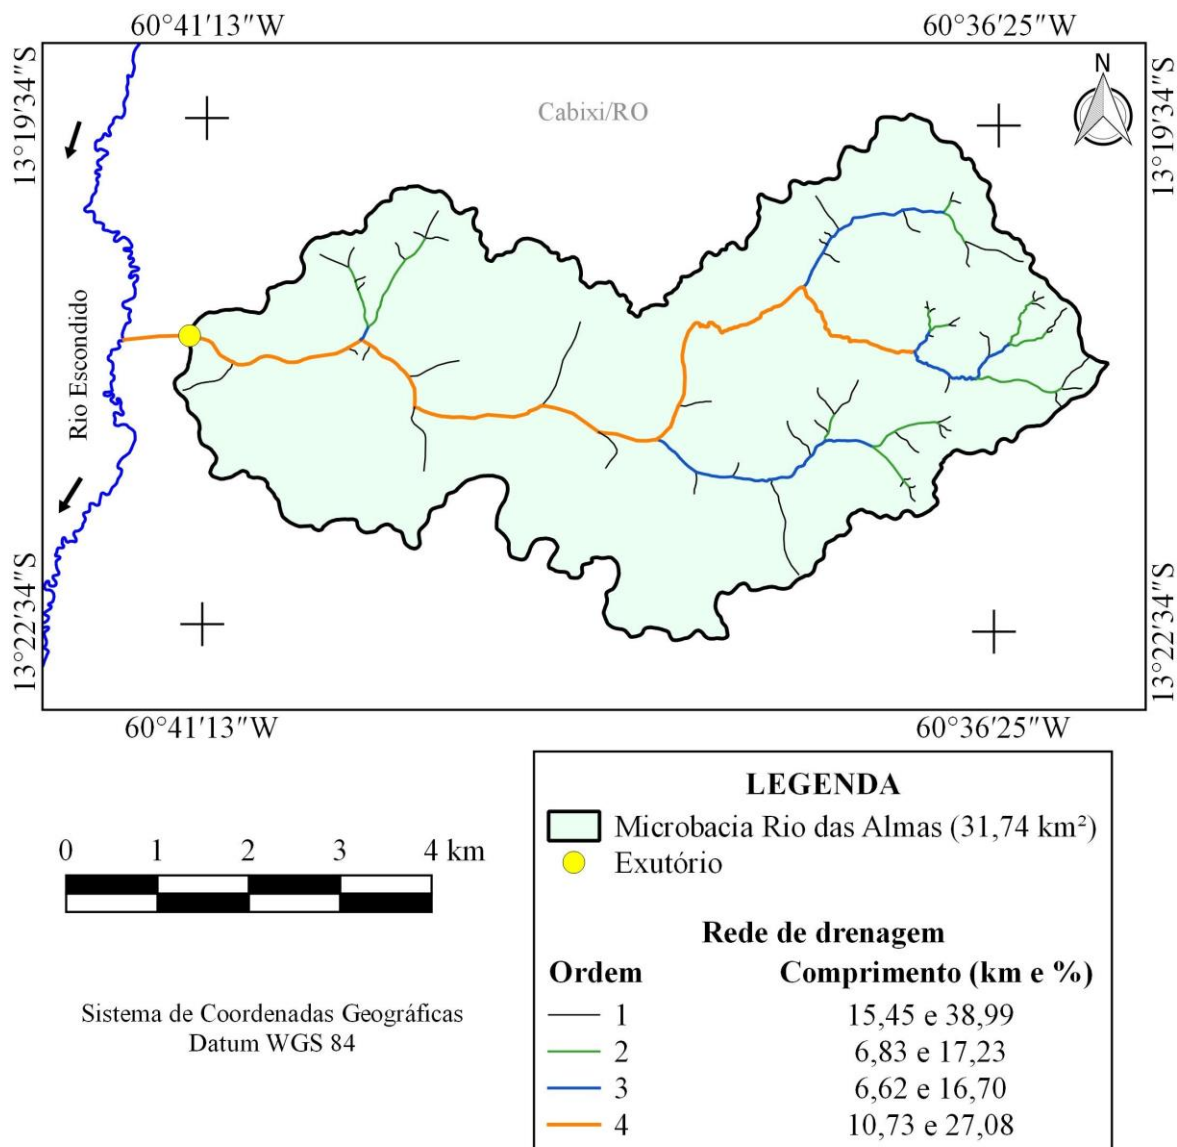 60°41'13"W 60°36'25"W
13°19'34"S
13°19'34"S
N
Cabixi/RO
Rio Escondido
13°22'34"S
13°22'34"S
60°41'13"W 60°36'25"W
0 1 2 3 4 km
Sistema de Coordenadas Geográficas
Datum WGS 84
LEGENDA
Microbacia Rio das Almas (31,74 km²)
Exutório
Rede de drenagem
Ordem Comprimento (km e %)
1 15,45 e 38,99
2 6,83 e 17,23
3 6,62 e 16,70
4 10,73 e 27,08